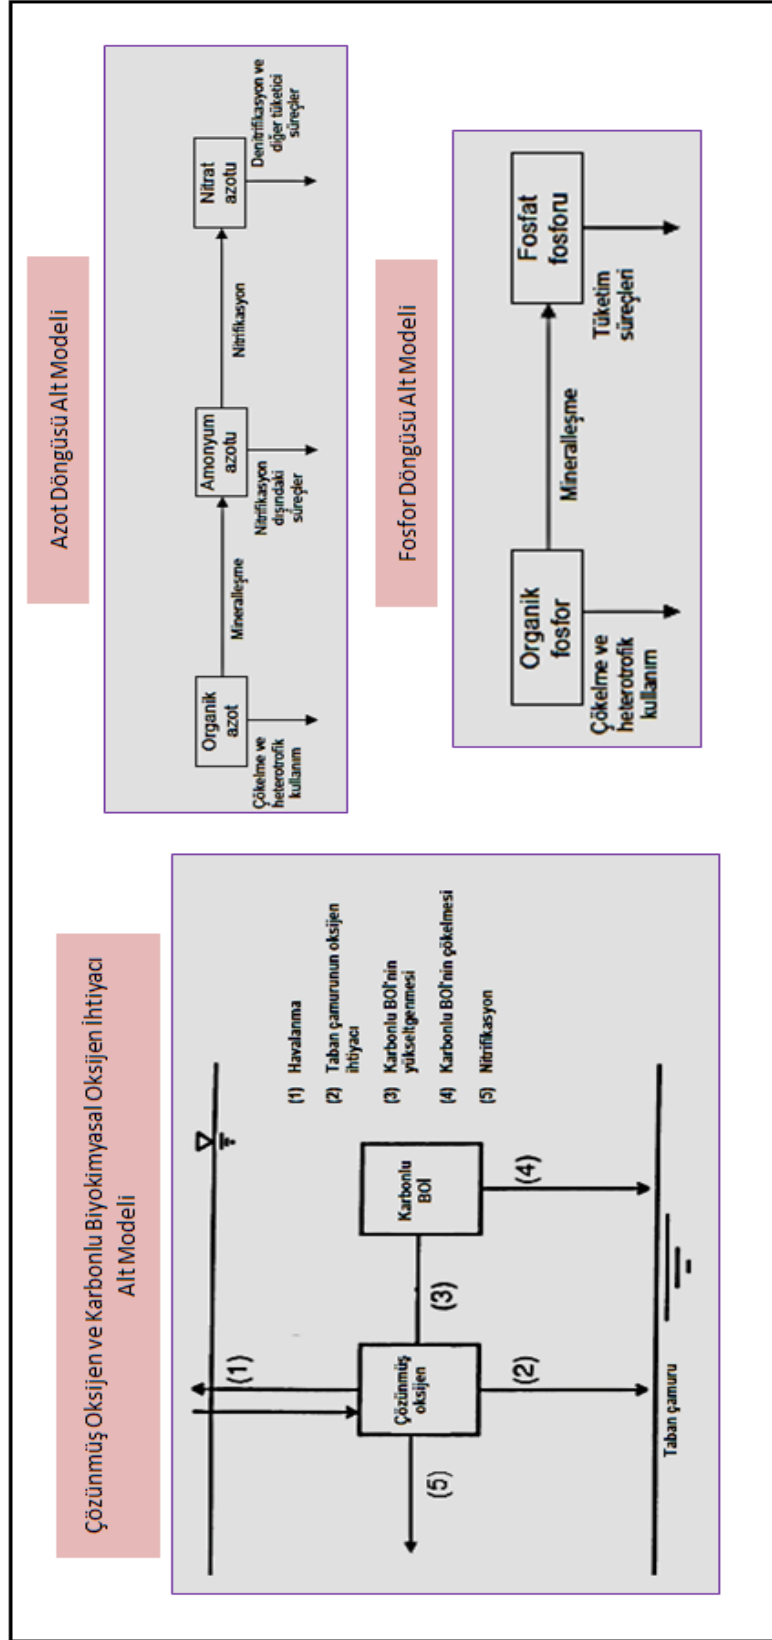 Çözünmüş Oksijen ve Karbonlu Biyokimyasal Oksijen İhtiyacı
Alt Modeli
(1)
Çözünmüş
oksijen
(5)
(2)
(3)
Karbonlu
BOİ
(4)
Taban çamuru
(1) Havalanma
(2) Taban çamurunun oksijen
ihtiyacı
(3) Karbonlu BOİ'nin
yükseltgenmesi
(4) Karbonlu BOİ'nin çökelmesi
(5) Nitrifikasyon
Azot Döngüsü Alt Modeli
Organik
azot
Mineralleşme
Amonyum
azotu
Nitrifikasyon
Nitrat
azotu
Çökelme ve
heterotrofik
kullanım
Nitrifikasyon
dışındaki
süreçler
Denitrifikasyon ve
diğer tüketici
süreçler
Fosfor Döngüsü Alt Modeli
Organik
fosfor
Mineralleşme
Fosfat
fosforu
Çökelme ve
heterotrofik
kullanım
Tüketim
süreçleri